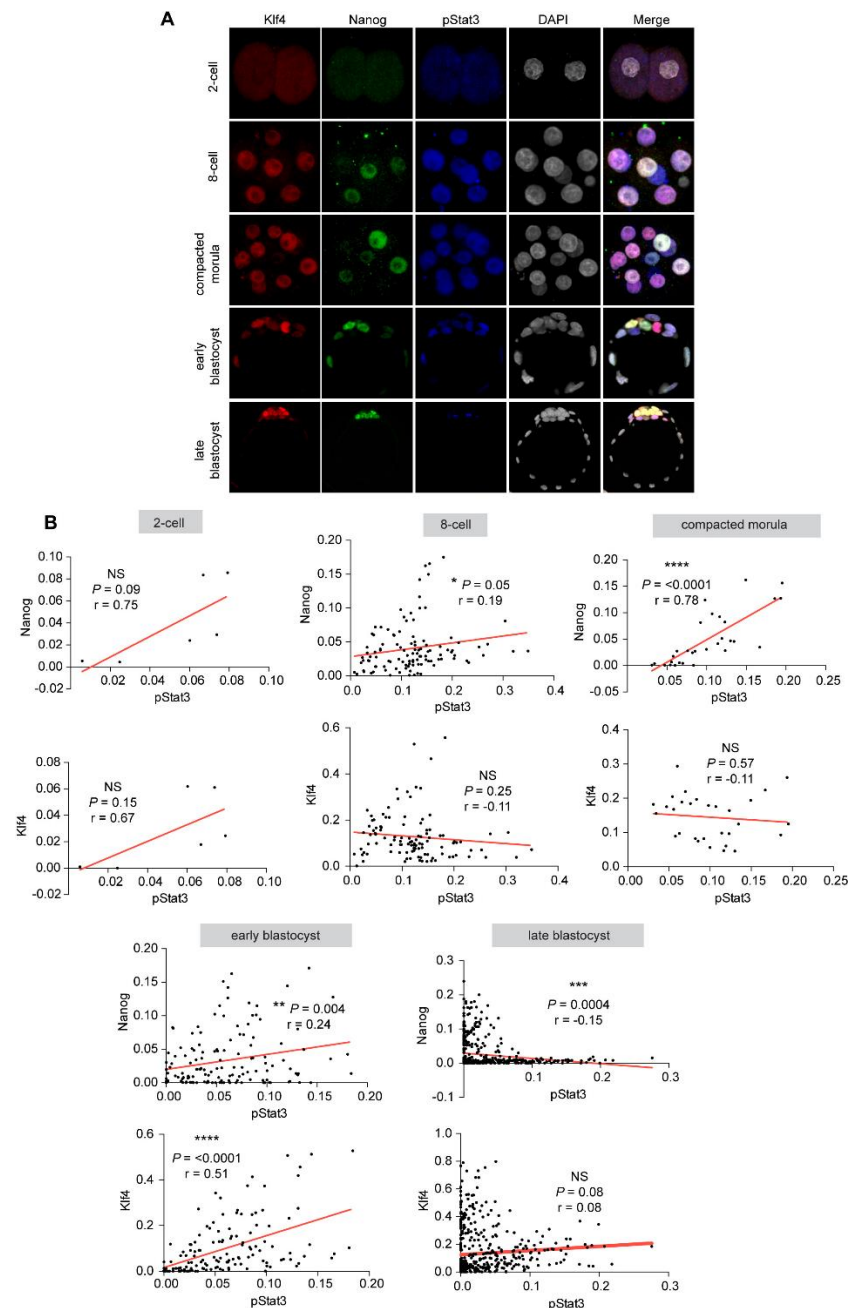 A
Klf4 Nanog pStat3 DAPI Merge
2-cell
8-cell
compacted
morula
early
blastocyst
late
blastocyst
B
2-cell 8-cell compacted morula
Nanog
0.10
0.08
0.06
0.04
0.02
0.00
-0.02
NS
P = 0.09
r = 0.75
0.02 0.04 0.06 0.08 0.10
pStat3
Nanog
0.20
0.15
0.10
0.05
0.00
* P = 0.05
r = 0.19
0.0 0.1 0.2 0.3 0.4
pStat3
Nanog
0.20
0.15
0.10
0.05
0.00
-0.05
****
P = <0.0001
r = 0.78
0.05 0.10 0.15 0.20 0.25
pStat3
Klf4
0.08
0.06
0.04
0.02
0.00
-0.02
NS
P = 0.15
r = 0.67
0.02 0.04 0.06 0.08 0.10
pStat3
Klf4
0.6
0.4
0.2
0.0
NS
P = 0.25
r = -0.11
0.0 0.1 0.2 0.3 0.4
pStat3
Klf4
0.4
0.3
0.2
0.1
0.0
NS
P = 0.57
r = -0.11
0.00 0.05 0.10 0.15 0.20 0.25
pStat3
early blastocyst late blastocyst
Nanog
0.20
0.15
0.10
0.05
0.00
** P = 0.004
r = 0.24
0.00 0.05 0.10 0.15 0.20
pStat3
Nanog
0.4
0.3
0.2
0.1
0.0
-0.1
***
P = 0.0004
r = -0.15
0.1 0.2 0.3
pStat3
Klf4
0.6
0.4
0.2
0.0
****
P = <0.0001
r = 0.51
0.00 0.05 0.10 0.15 0.20
pStat3
Klf4
1.0
0.8
0.6
0.4
0.2
0.0
NS
P = 0.08
r = 0.08
0.0 0.1 0.2 0.3
pStat3